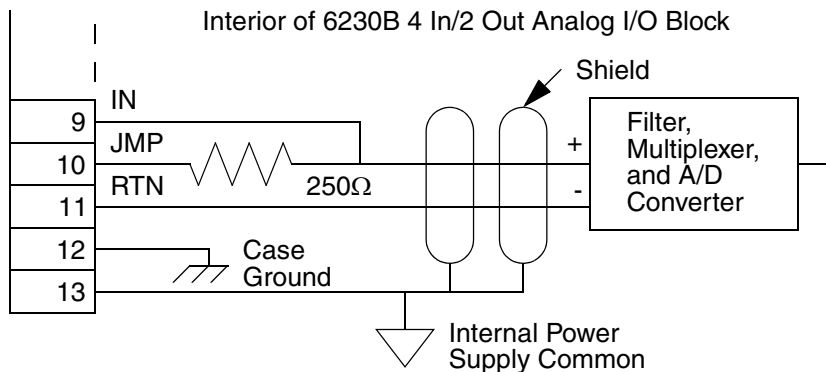 Interior of 6230B 4 In/2 Out Analog I/O Block
Shield
IN
9
JMP
10
RTN
11
250Ω
12
13
Case
Ground
+
-
Filter,
Multiplexer,
and A/D
Converter
Internal Power
Supply Common